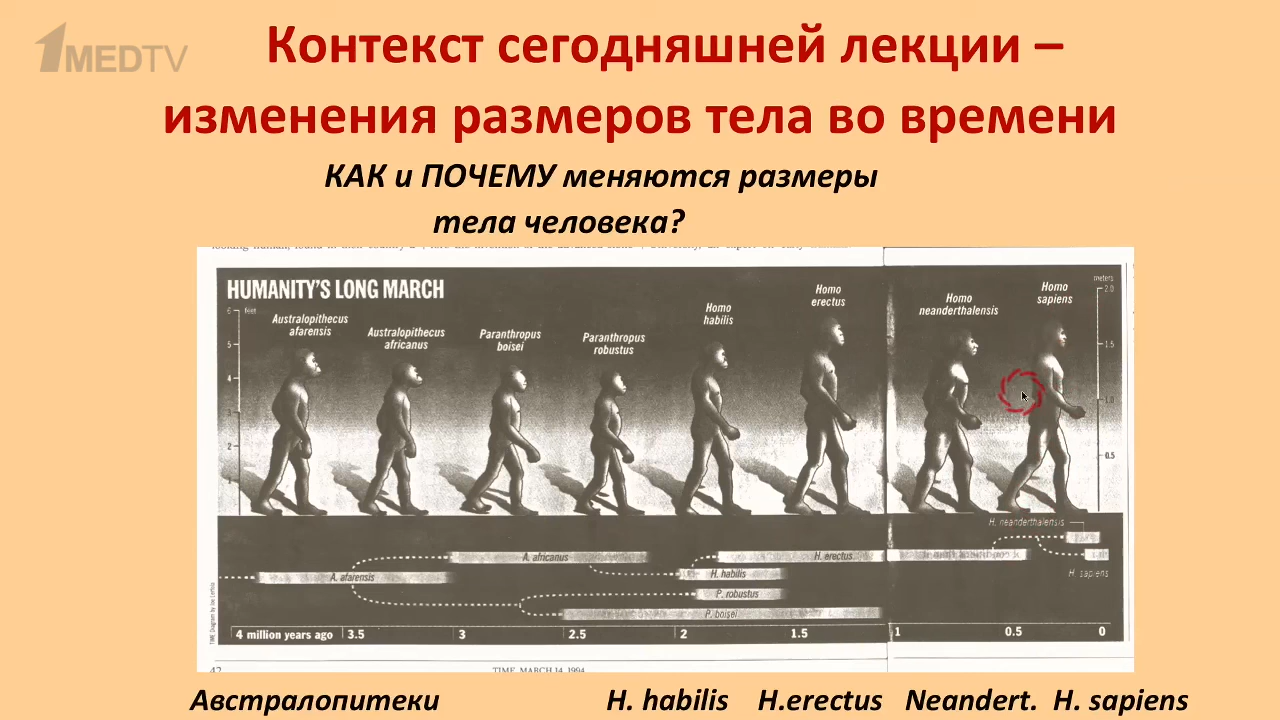 1MEDTV
Контекст сегодняшней лекции –
изменения размеров тела во времени
КАК и ПОЧЕМУ меняются размеры
тела человека?
HUMANITY'S LONG MARCH
6 feet
5
4
3
2
Australopithecus
afarensis
Australopithecus
africanus
Paranthropus
boisei
Paranthropus
robustus
Homo
habilis
Homo
erectus
Homo
neanderthalensis
Homo
sapiens
meters
2.0
1.5
1.0
0.5
H. neanderthalensis
A. africanus
H. erectus
A. afarensis
H. habilis
H. sapiens
P. robustus
P. boisei
4 million years ago
3.5
3
2.5
2
1.5
1
0.5
0
42
TIME, MARCH 14, 1994
Австралопитеки
H. habilis
H.erectus
Neandert.
H. sapiens